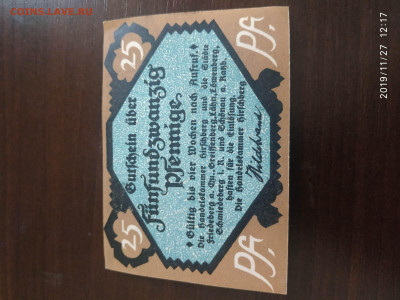 COINS.LAVE.RU
2019/11/27 12:17
25 25
Gutschein über
Fünfundzwanzig
Pfennige.
Gültig bis vier Wochen nach Aufruf.
Die Handelskammer Hirschberg und die Städte
Friedeberg a. Qu., Greiffenberg, Lähn, Löwenberg,
Schmiedeberg i. R. und Schönau a. Katzb.
haften für die Einlösung.
Die Handelskammer Hirschberg
Pf. Pf.